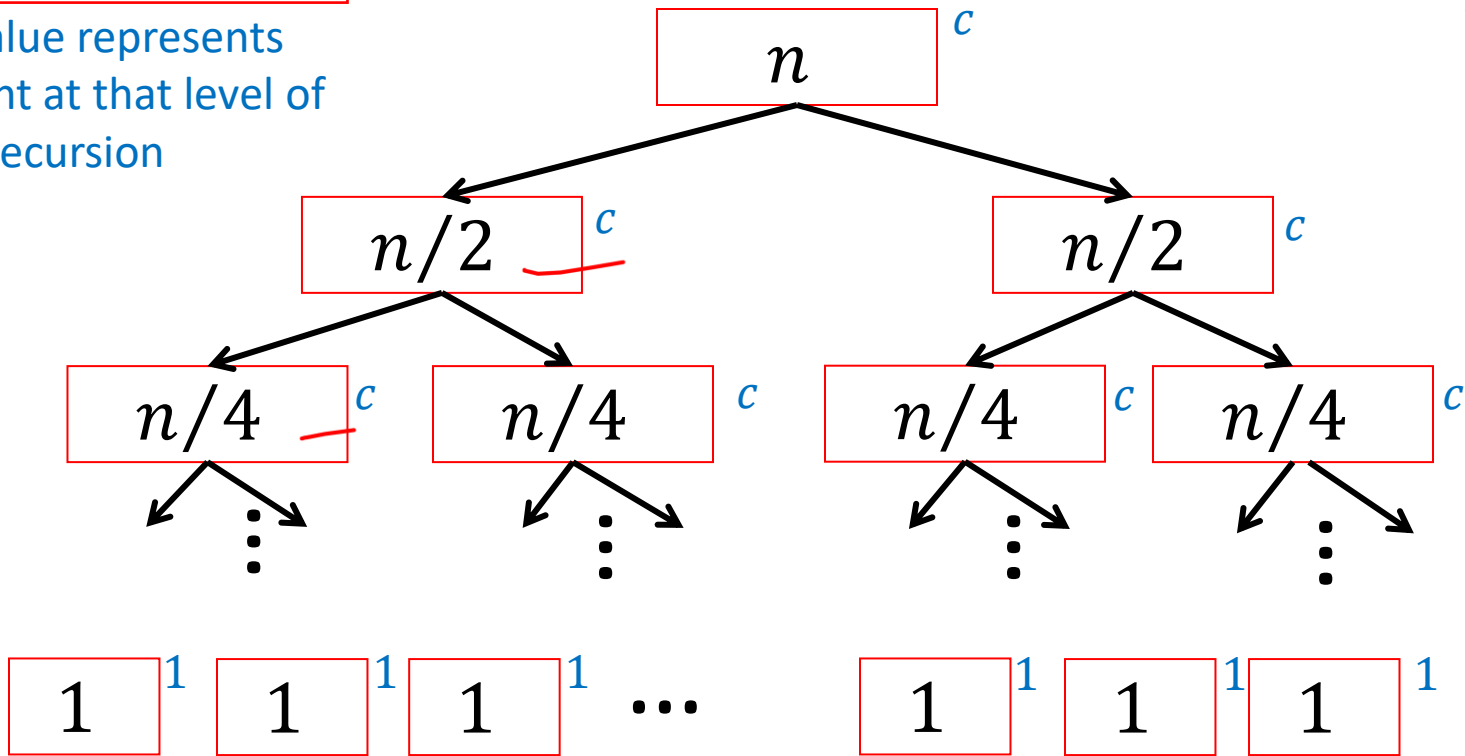 alue represents
nt at that level of
ecursion
n c
n/2 c n/2 c
n/4 c n/4 c n/4 c n/4 c
1 1 1 1 1 1 ... 1 1 1 1 1 1